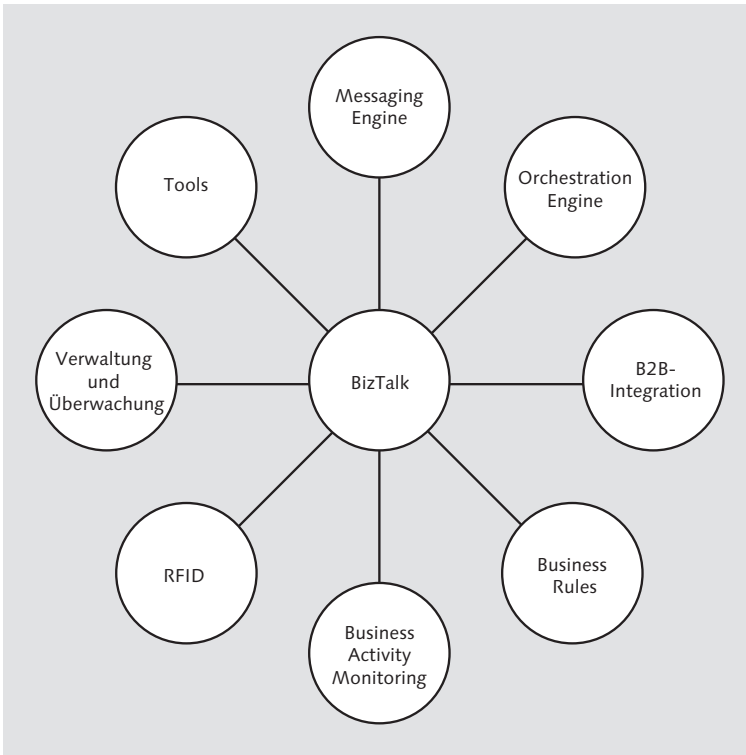 Messaging
Engine
Tools
Orchestration
Engine
Verwaltung
und
Überwachung
BizTalk
B2B-
Integration
RFID
Business
Rules
Business
Activity
Monitoring